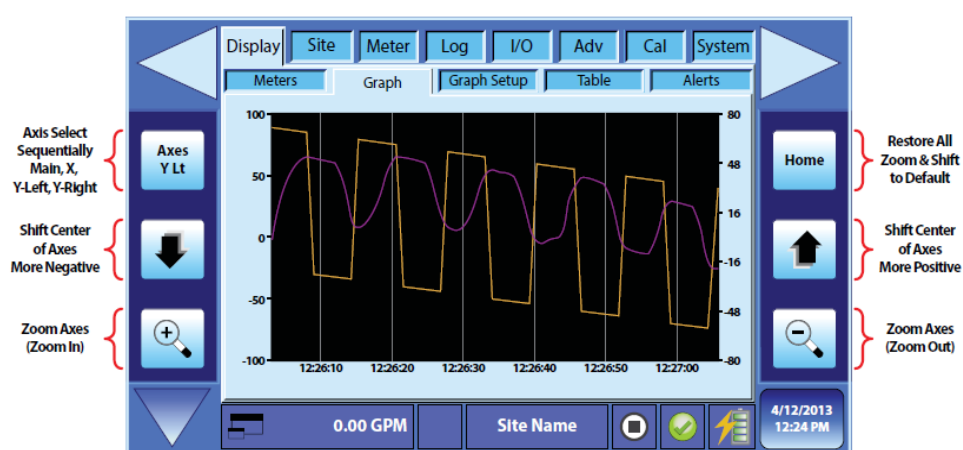 Display Site Meter Log I/O Adv Cal System
Meters Graph Graph Setup Table Alerts
Axis Select
Sequentially
Main, X,
Y-Left, Y-Right
Axes
Y Lt
Shift Center
of Axes
More Negative
Zoom Axes
(Zoom In)
100
50
0
-50
-100
80
48
16
-16
-48
-80
12:26:10 12:26:20 12:26:30 12:26:40 12:26:50 12:27:00
Home
Restore All
Zoom & Shift
to Default
Shift Center
of Axes
More Positive
Zoom Axes
(Zoom Out)
0.00 GPM
Site Name
4/12/2013
12:24 PM